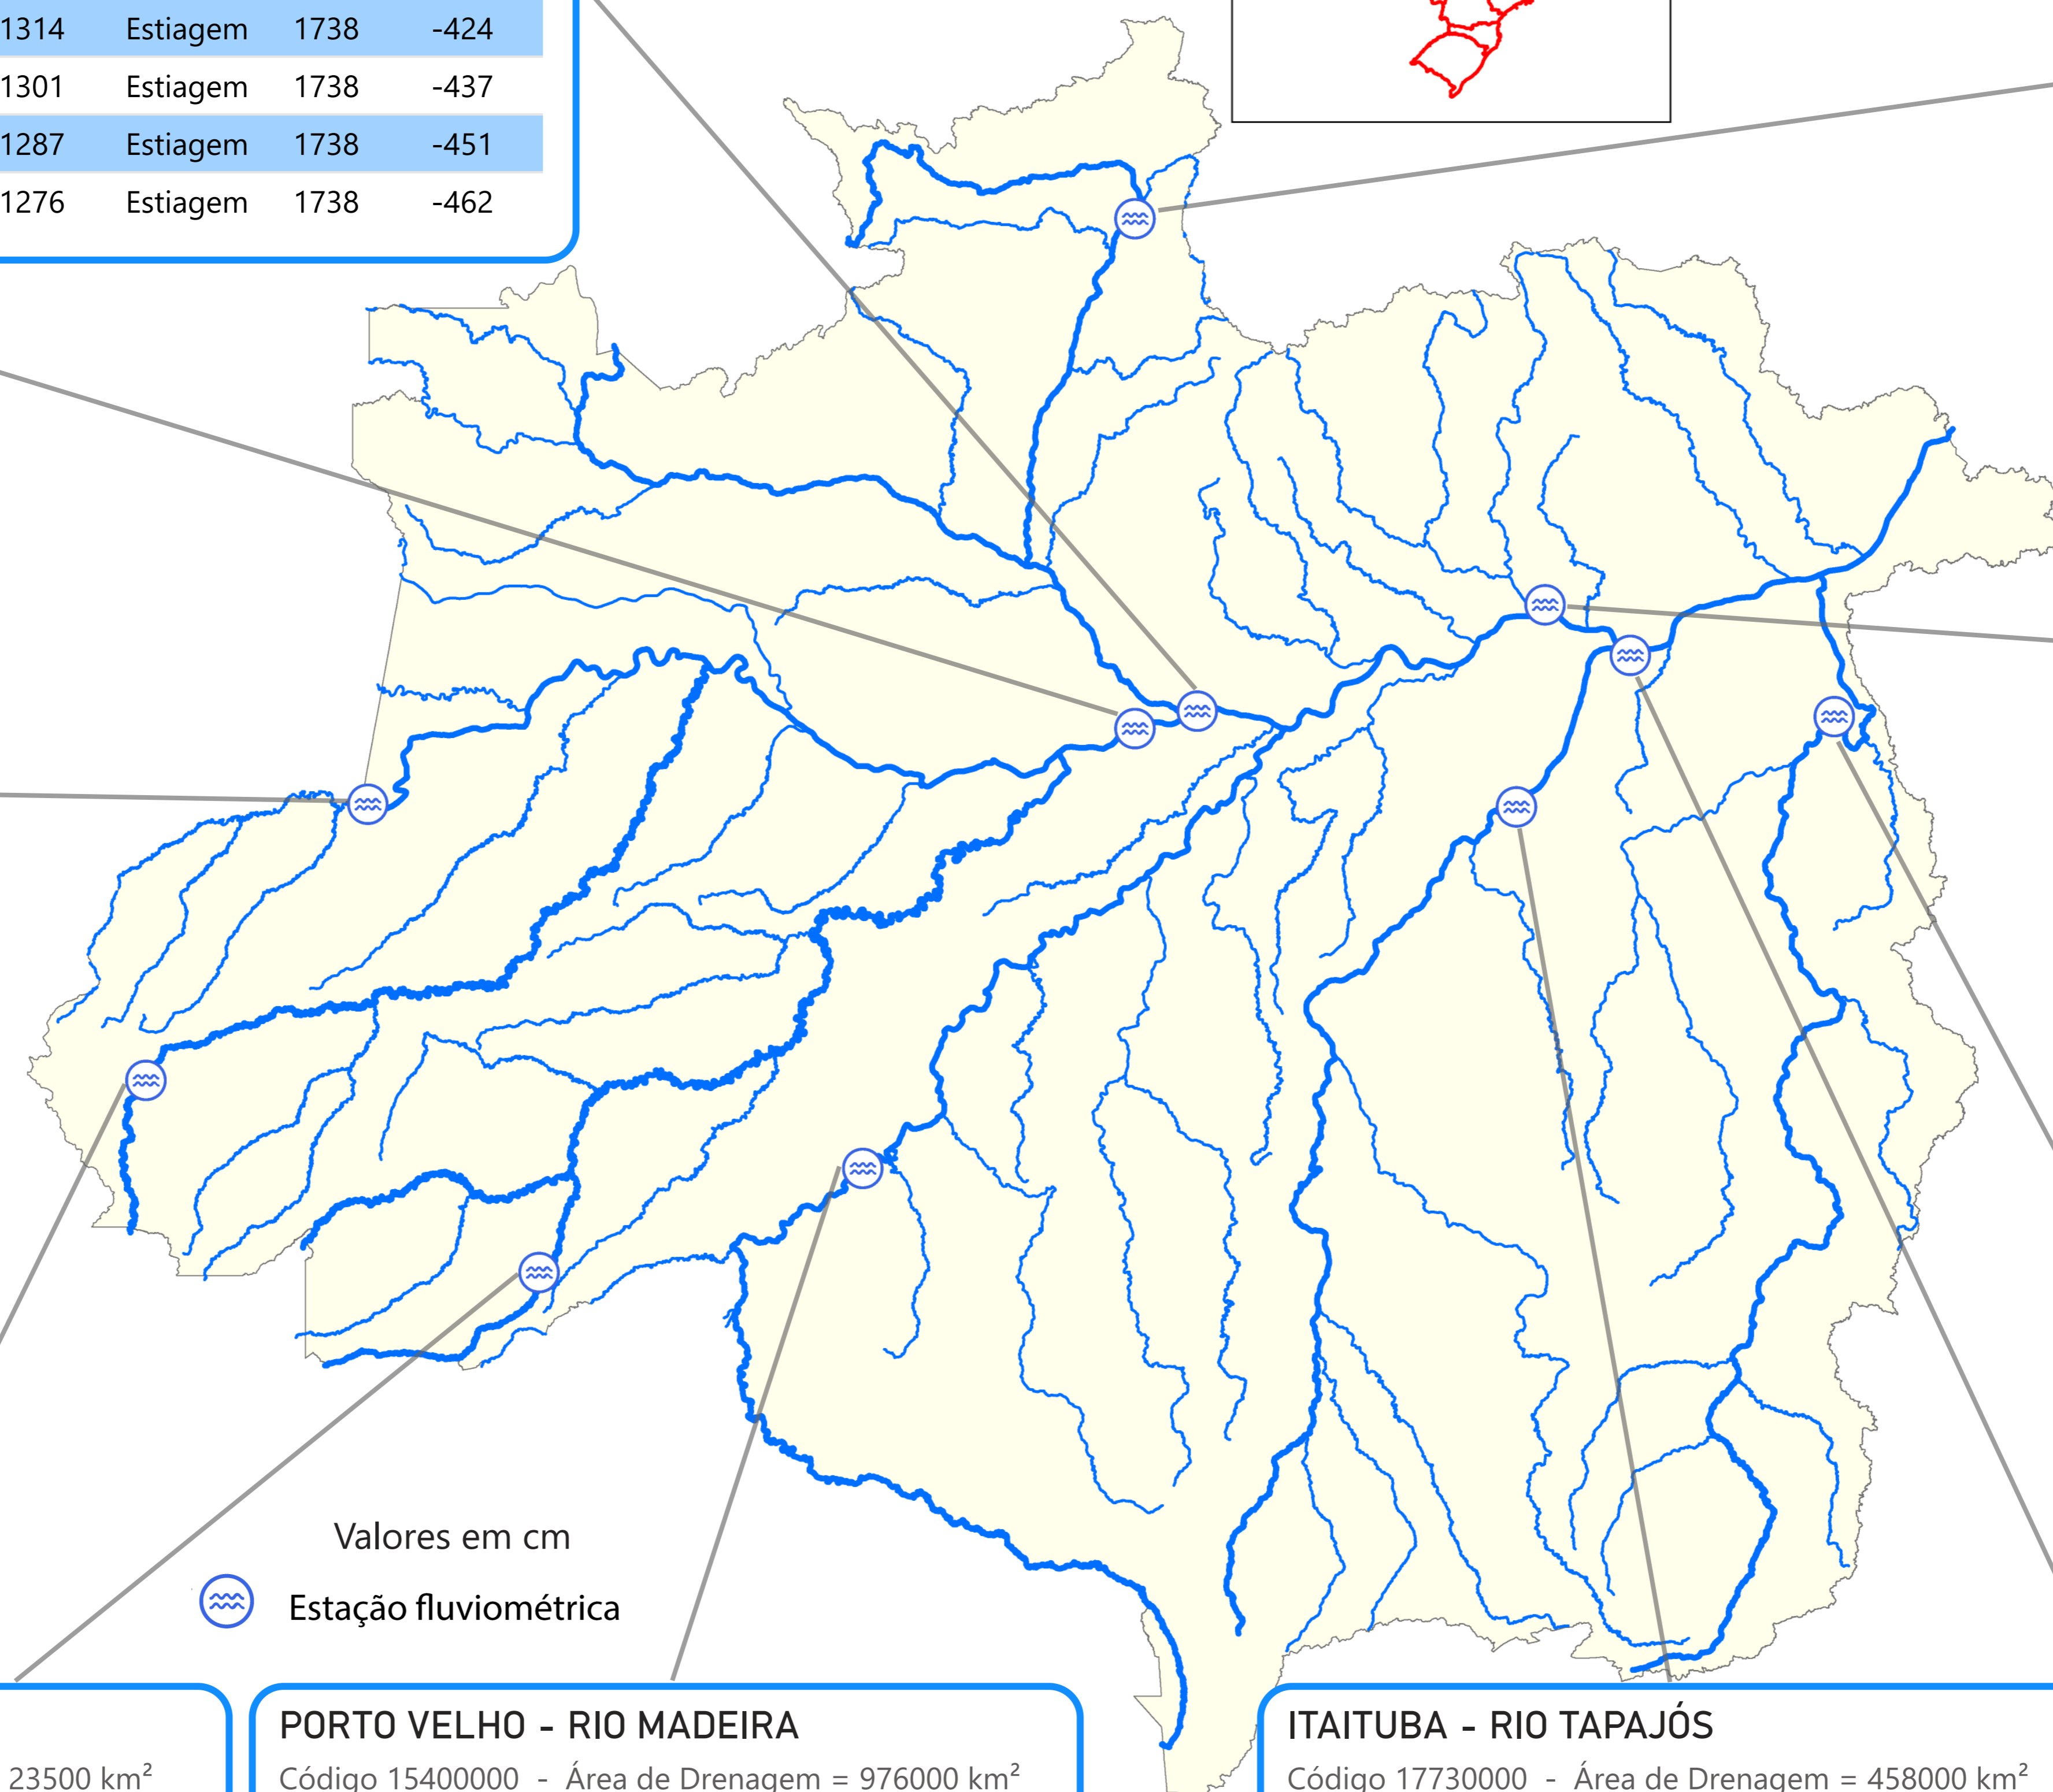 1314 Estiagem 1738 -424
1301 Estiagem 1738 -437
1287 Estiagem 1738 -451
1276 Estiagem 1738 -462
Valores em cm
Estação fluviométrica
23500 km²
PORTO VELHO - RIO MADEIRA
Código 15400000 - Área de Drenagem = 976000 km²
ITAITUBA - RIO TAPAJÓS
Código 17730000 - Área de Drenagem = 458000 km²